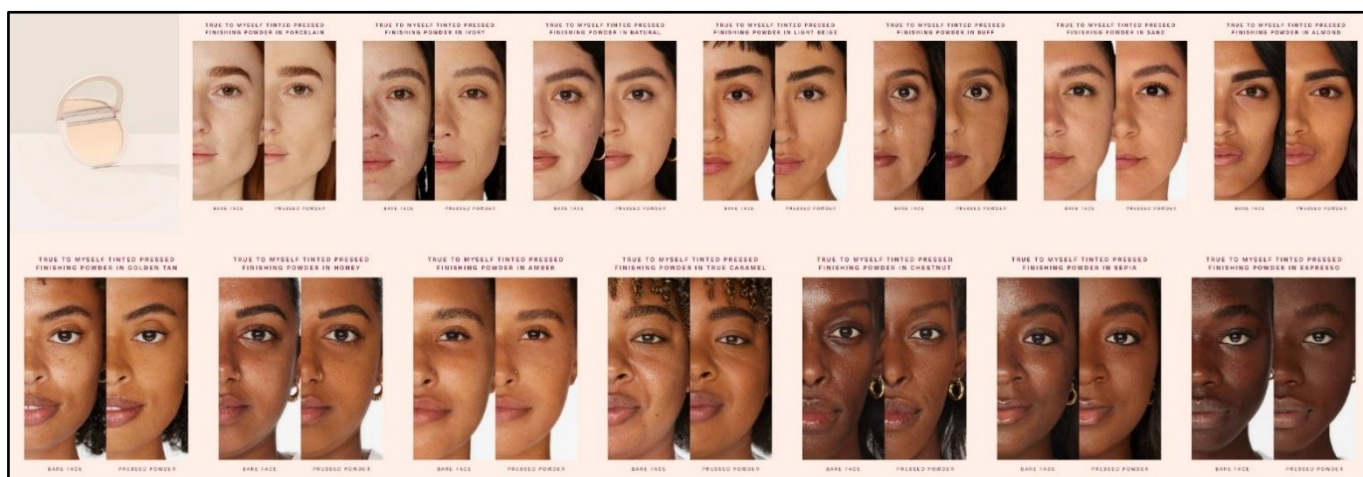 TRUE TO MYSELF TINTED PRESSED
FINISHING POWDER IN PORCELAIN
TRUE TO MYSELF TINTED PRESSED
FINISHING POWDER IN IVORY
TRUE TO MYSELF TINTED PRESSED
FINISHING POWDER IN NATURAL
TRUE TO MYSELF TINTED PRESSED
FINISHING POWDER IN LIGHT BEIGE
TRUE TO MYSELF TINTED PRESSED
FINISHING POWDER IN BUFF
TRUE TO MYSELF TINTED PRESSED
FINISHING POWDER IN SAND
TRUE TO MYSELF TINTED PRESSED
FINISHING POWDER IN ALMOND
BARE FACE PRESSED POWDER
BARE FACE PRESSED POWDER
BARE FACE PRESSED POWDER
BARE FACE PRESSED POWDER
BARE FACE PRESSED POWDER
BARE FACE PRESSED POWDER
BARE FACE PRESSED POWDER
TRUE TO MYSELF TINTED PRESSED
FINISHING POWDER IN GOLDEN TAN
TRUE TO MYSELF TINTED PRESSED
FINISHING POWDER IN HONEY
TRUE TO MYSELF TINTED PRESSED
FINISHING POWDER IN AMBER
TRUE TO MYSELF TINTED PRESSED
FINISHING POWDER IN TRUE CARAMEL
TRUE TO MYSELF TINTED PRESSED
FINISHING POWDER IN CHESTNUT
TRUE TO MYSELF TINTED PRESSED
FINISHING POWDER IN SEPIA
TRUE TO MYSELF TINTED PRESSED
FINISHING POWDER IN ESPRESSO
BARE FACE PRESSED POWDER
BARE FACE PRESSED POWDER
BARE FACE PRESSED POWDER
BARE FACE PRESSED POWDER
BARE FACE PRESSED POWDER
BARE FACE PRESSED POWDER
BARE FACE PRESSED POWDER